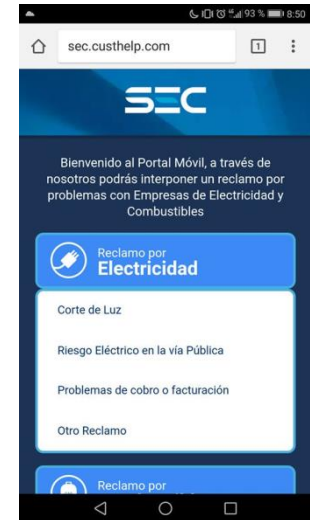 93 % 8:50
sec.custhelp.com 1
SEC
Bienvenido al Portal Móvil, a través de
nosotros podrás interponer un reclamo por
problemas con Empresas de Electricidad y
Combustibles
Reclamo por
Electricidad
Corte de Luz
Riesgo Eléctrico en la vía Pública
Problemas de cobro o facturación
Otro Reclamo
Reclamo por